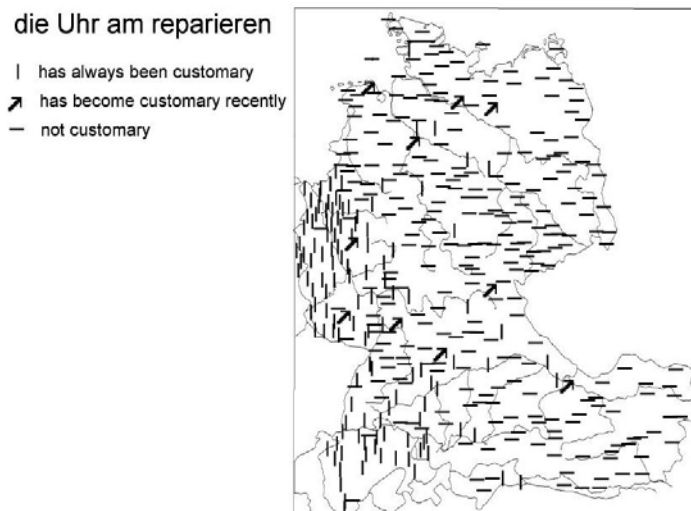 die Uhr am reparieren
has always been customary
has become customary recently
not customary